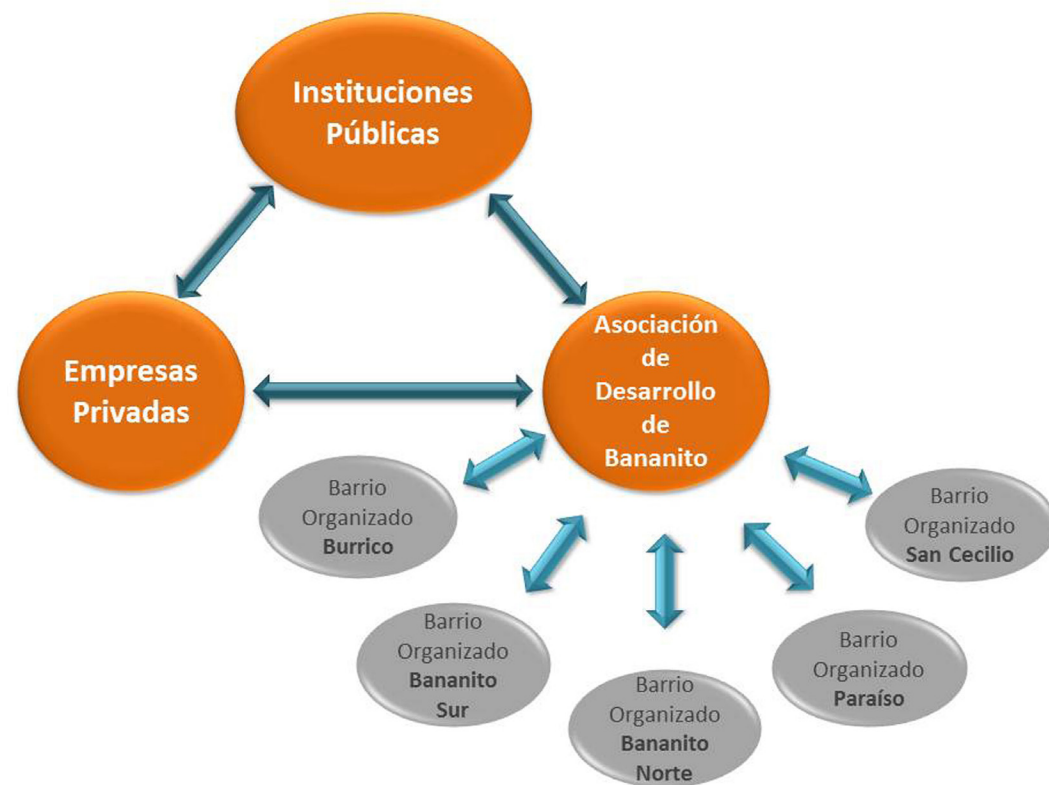 Instituciones
Públicas
Empresas
Privadas
Asociación
de
Desarrollo
de
Bananito
Barrio
Organizado
Burrico
Barrio
Organizado
Bananito
Sur
Barrio
Organizado
Bananito
Norte
Barrio
Organizado
Paraíso
Barrio
Organizado
San Cecilio